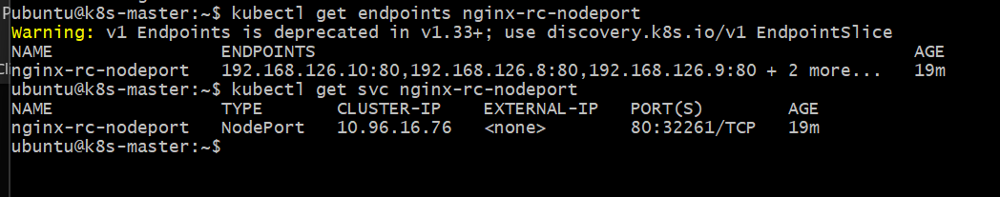 ubuntu@k8s-master:~$ kubectl get endpoints nginx-rc-nodeport
Warning: v1 Endpoints is deprecated in v1.33+; use discovery.k8s.io/v1 EndpointSlice
NAME                ENDPOINTS                                                        AGE
nginx-rc-nodeport   192.168.126.10:80,192.168.126.8:80,192.168.126.9:80 + 2 more...   19m
ubuntu@k8s-master:~$ kubectl get svc nginx-rc-nodeport
NAME                TYPE       CLUSTER-IP    EXTERNAL-IP   PORT(S)        AGE
nginx-rc-nodeport   NodePort   10.96.16.76   <none>        80:32261/TCP   19m
ubuntu@k8s-master:~$